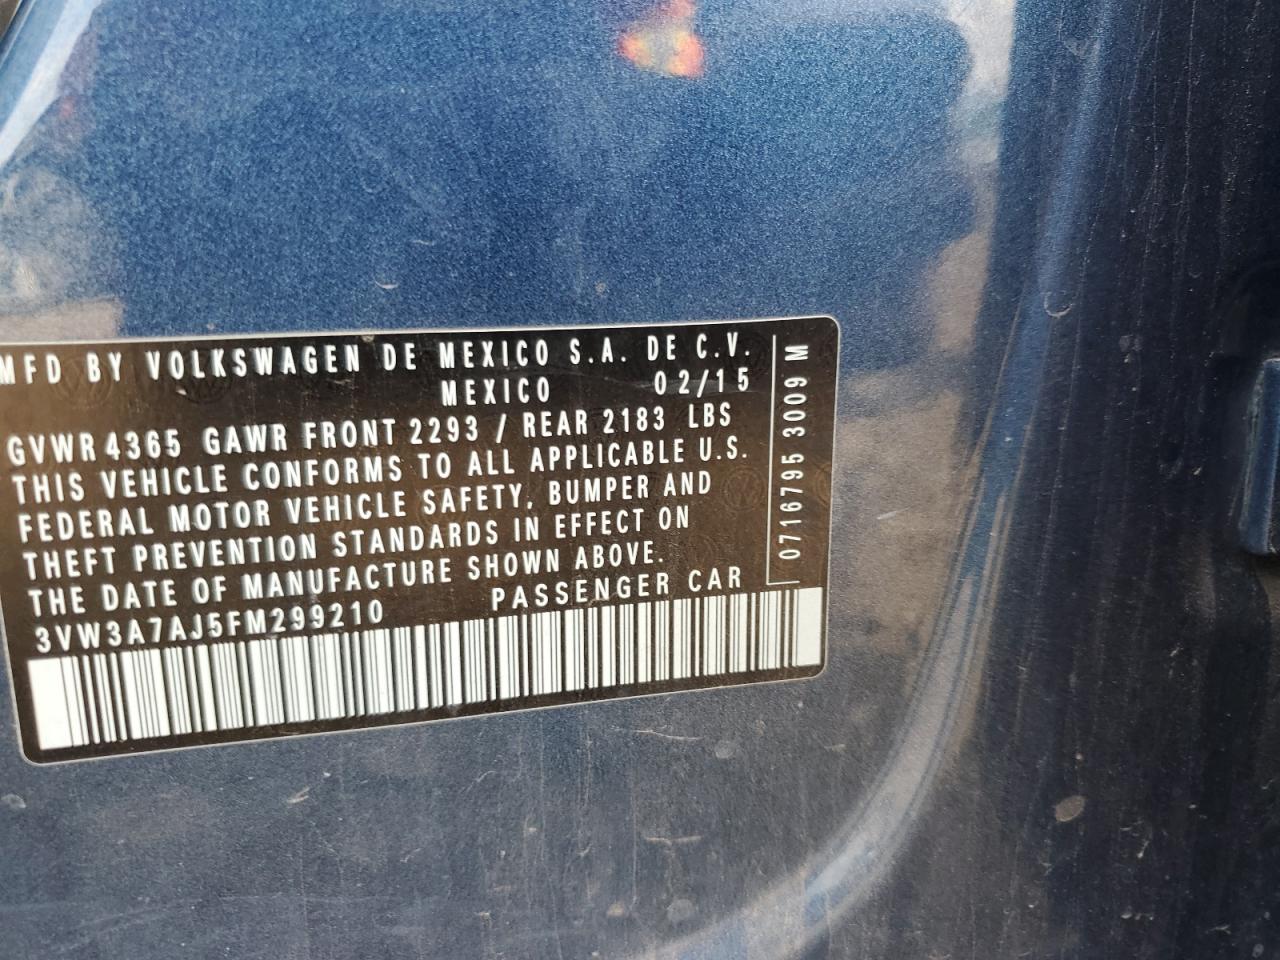 MFD BY VOLKSWAGEN DE MEXICO S.A. DE C.V.
MEXICO 02/15
GVWR 4365 GAWR FRONT 2293 / REAR 2183 LBS
THIS VEHICLE CONFORMS TO ALL APPLICABLE U.S.
FEDERAL MOTOR VEHICLE SAFETY, BUMPER AND
THEFT PREVENTION STANDARDS IN EFFECT ON
THE DATE OF MANUFACTURE SHOWN ABOVE.
3VW3A7AJ5FM299210 PASSENGER CAR
0716795 3009 M